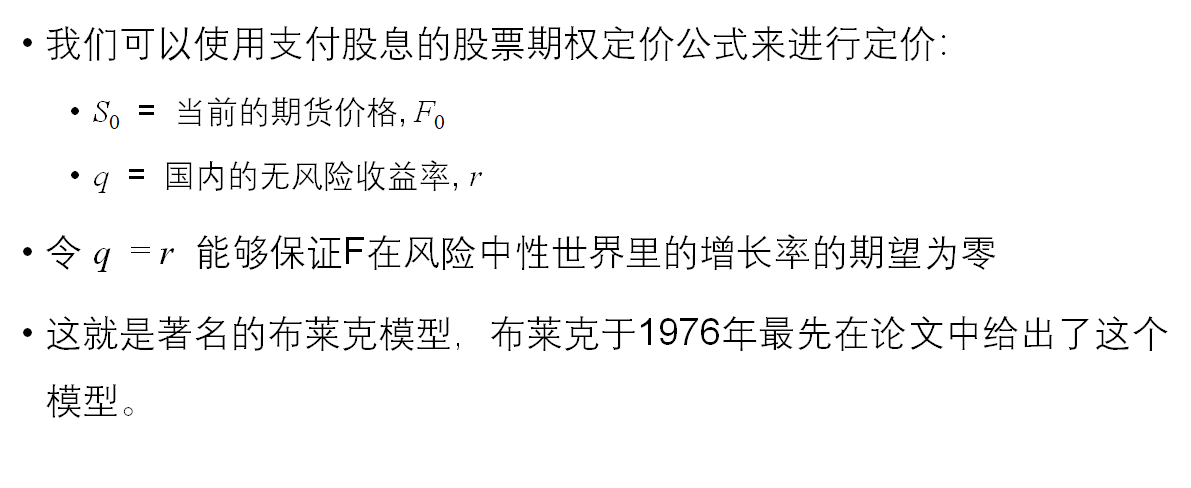 • 我们可以使用支付股息的股票期权定价公式来进行定价:
• S0 = 当前的期货价格, F0
• q = 国内的无风险收益率, r
• 令 q = r 能够保证F在风险中性世界里的增长率的期望为零
• 这就是著名的布莱克模型, 布莱克于1976年最先在论文中给出了这个
模型。